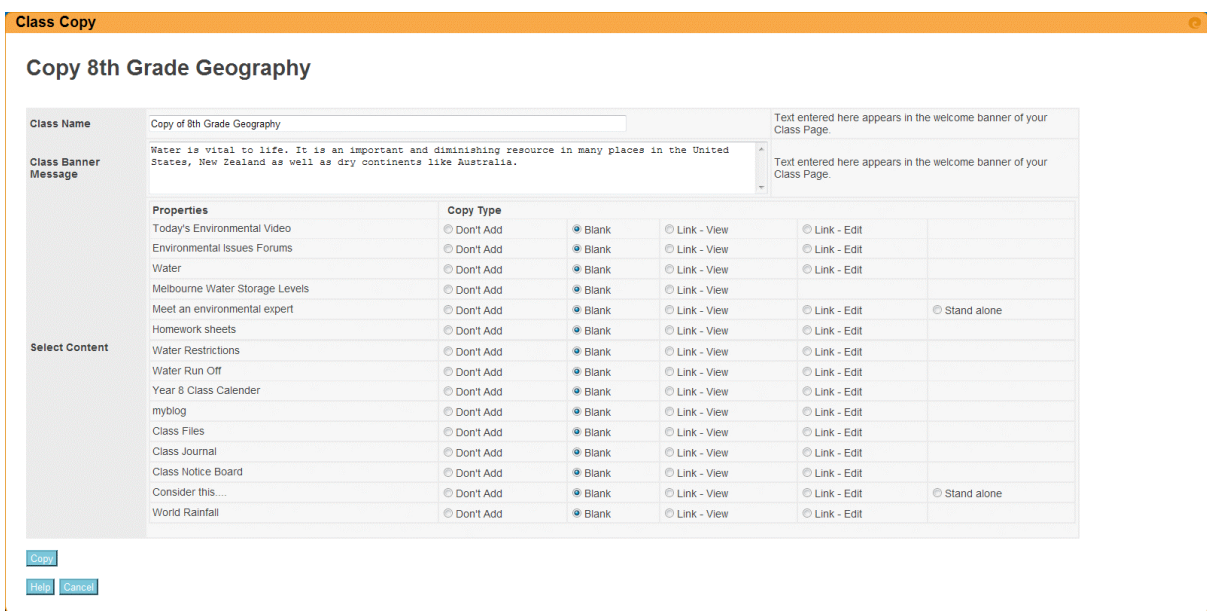 Class Copy
Copy 8th Grade Geography
Class Name
Copy of 8th Grade Geography
Text entered here appears in the welcome banner of your
Class Page.
Class Banner
Message
Water is vital to life. It is an important and diminishing resource in many places in the United
States, New Zealand as well as dry continents like Australia.
Text entered here appears in the welcome banner of your
Class Page.
Select Content
Properties Copy Type
Today's Environmental Video Don't Add Blank Link - View Link - Edit
Environmental Issues Forums Don't Add Blank Link - View Link - Edit
Water Don't Add Blank Link - View Link - Edit
Melbourne Water Storage Levels Don't Add Blank Link - View
Meet an environmental expert Don't Add Blank Link - View Link - Edit Stand alone
Homework sheets Don't Add Blank Link - View Link - Edit
Water Restrictions Don't Add Blank Link - View Link - Edit
Water Run Off Don't Add Blank Link - View Link - Edit
Year 8 Class Calender Don't Add Blank Link - View Link - Edit
myblog Don't Add Blank Link - View Link - Edit
Class Files Don't Add Blank Link - View Link - Edit
Class Journal Don't Add Blank Link - View Link - Edit
Class Notice Board Don't Add Blank Link - View Link - Edit
Consider this.... Don't Add Blank Link - View Link - Edit Stand alone
World Rainfall Don't Add Blank Link - View Link - Edit
Copy
Help Cancel